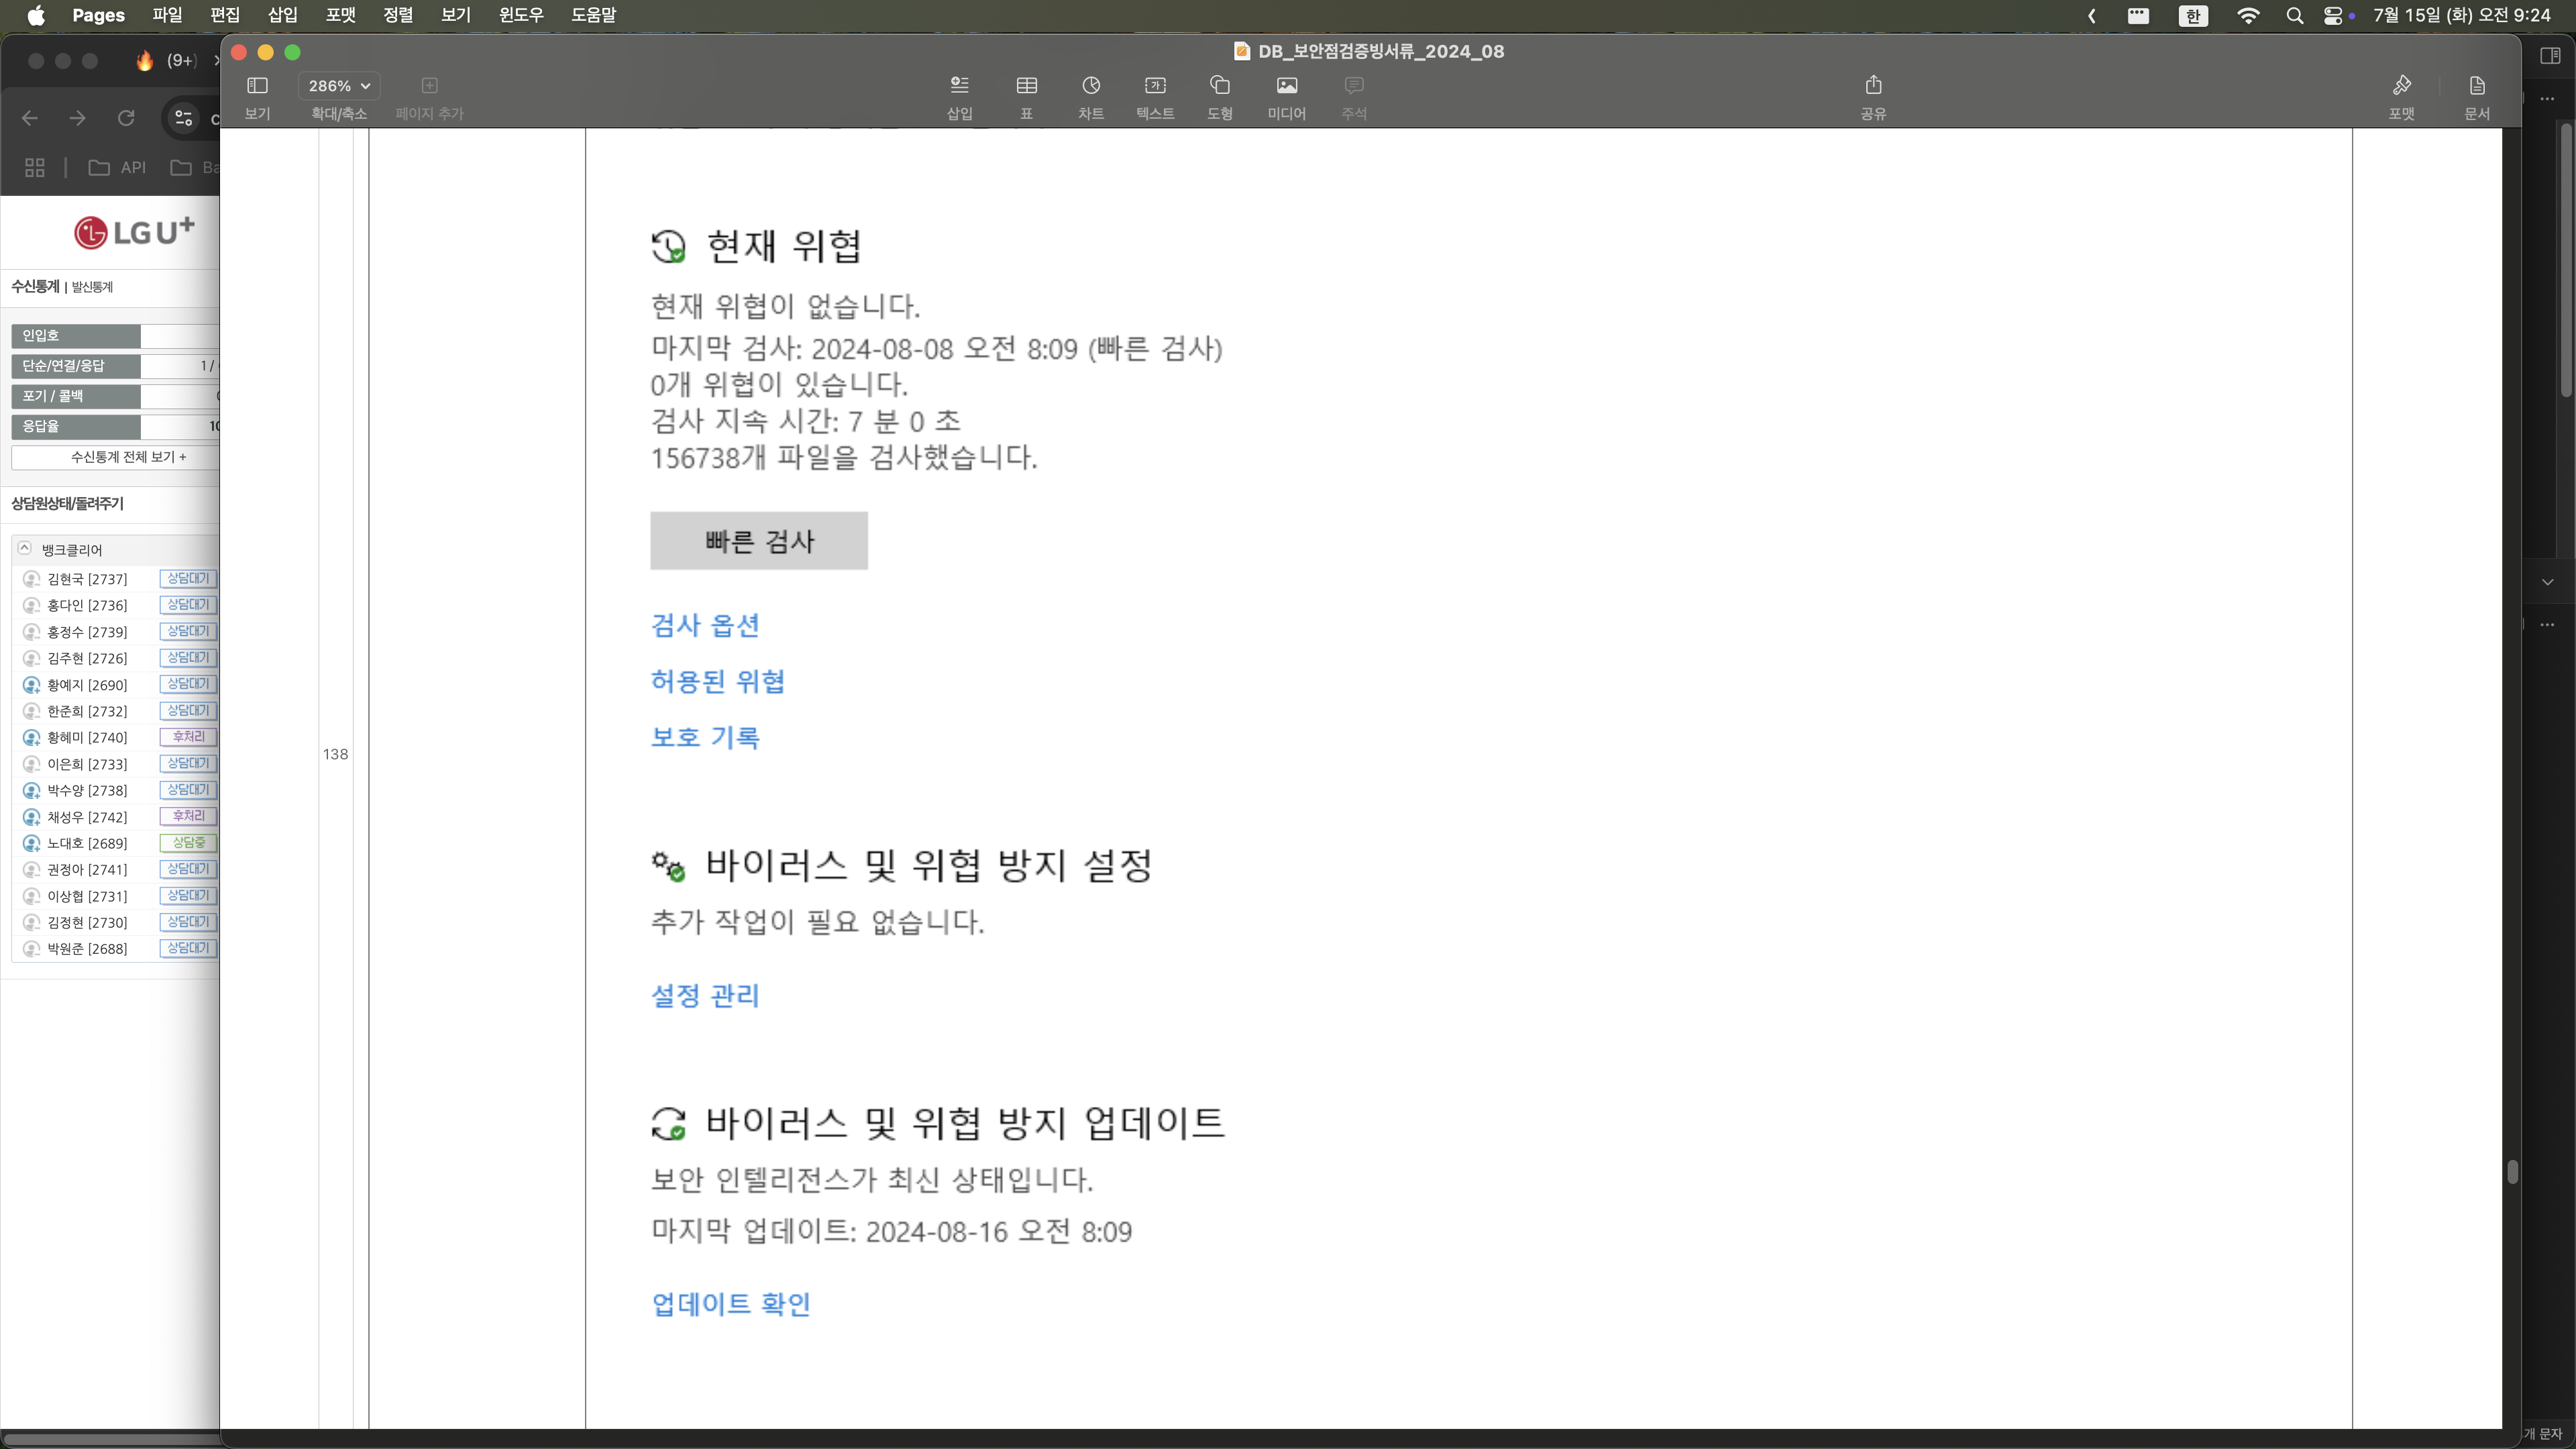 Pages 파일 편집 삽입 포맷 정렬 보기 윈도우 도움말
한 7월 15일 (화) 오전 9:24
(9+)
DB_보안점검증빙서류_2024_08
286%
보기 확대/축소 페이지 추가 삽입 표 차트 텍스트 도형 미디어 주석 공유 포맷 문서
API
LG U+
수신통계 | 발신통계
인입호
단순/연결/응답 1 /
포기 / 콜백
응답율
수신통계 전체 보기 +
상담원상태/돌려주기
뱅크클리어
김현국 [2737] 상담대기
홍다인 [2736] 상담대기
홍정수 [2739] 상담대기
김주현 [2726] 상담대기
황예지 [2690] 상담대기
한준희 [2732] 상담대기
황혜미 [2740] 후처리
이은희 [2733] 상담대기
박수양 [2738] 상담대기
채성우 [2742] 후처리
노대호 [2689] 상담중
권정아 [2741] 상담대기
이상협 [2731] 상담대기
김정현 [2730] 상담대기
박원준 [2688] 상담대기
138
현재 위협
현재 위협이 없습니다.
마지막 검사: 2024-08-08 오전 8:09 (빠른 검사)
0개 위협이 있습니다.
검사 지속 시간: 7 분 0 초
156738개 파일을 검사했습니다.
빠른 검사
검사 옵션
허용된 위협
보호 기록
바이러스 및 위협 방지 설정
추가 작업이 필요 없습니다.
설정 관리
바이러스 및 위협 방지 업데이트
보안 인텔리전스가 최신 상태입니다.
마지막 업데이트: 2024-08-16 오전 8:09
업데이트 확인
개 문자